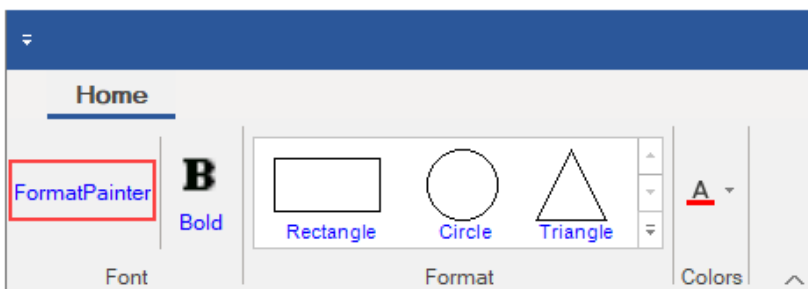 Home
FormatPainter
B
Bold
Rectangle
Circle
Triangle
A
Font
Format
Colors